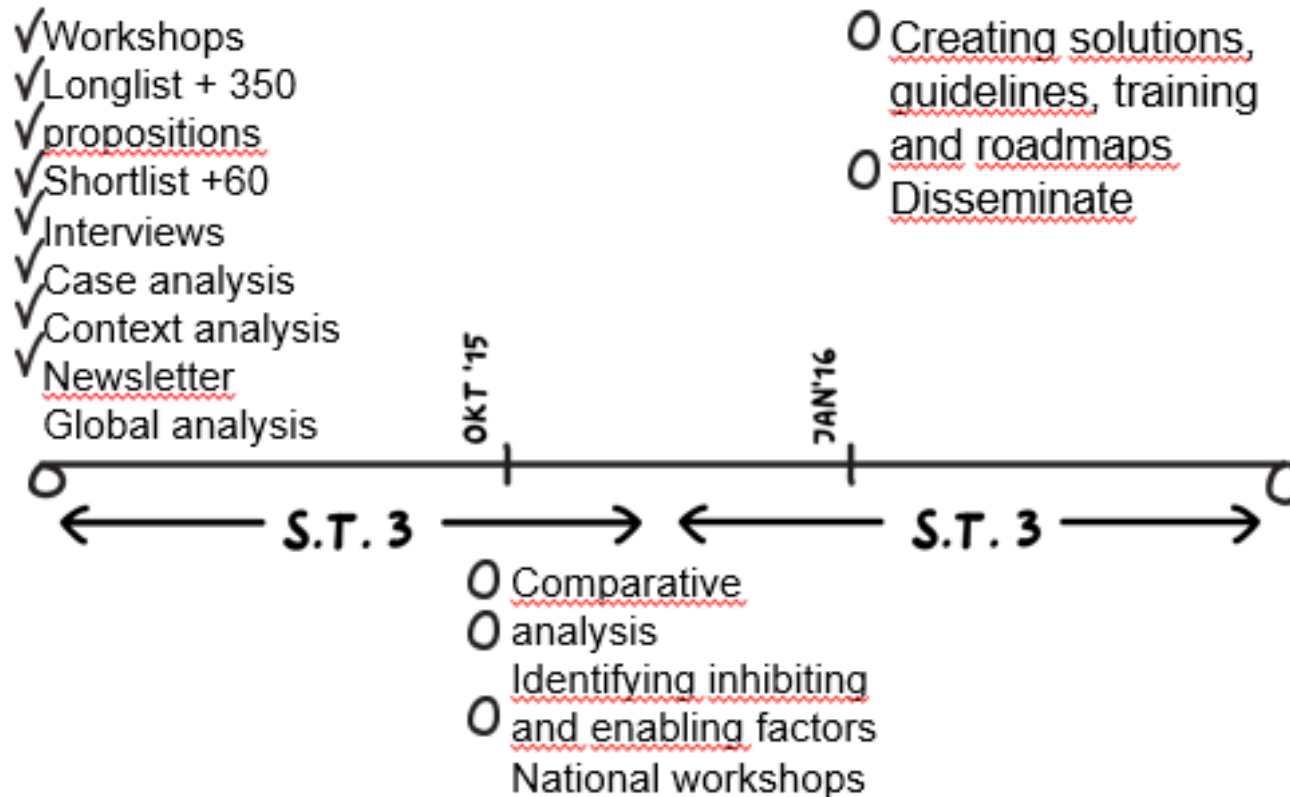 Workshops
Longlist + 350
propositions
Shortlist +60
Interviews
Case analysis
Context analysis
Newsletter
Global analysis
Creating solutions,
guidelines, training
and roadmaps
Disseminate
OKT '15
JAN'16
S.T. 3
S.T. 3
Comparative
analysis
Identifying inhibiting
and enabling factors
National workshops